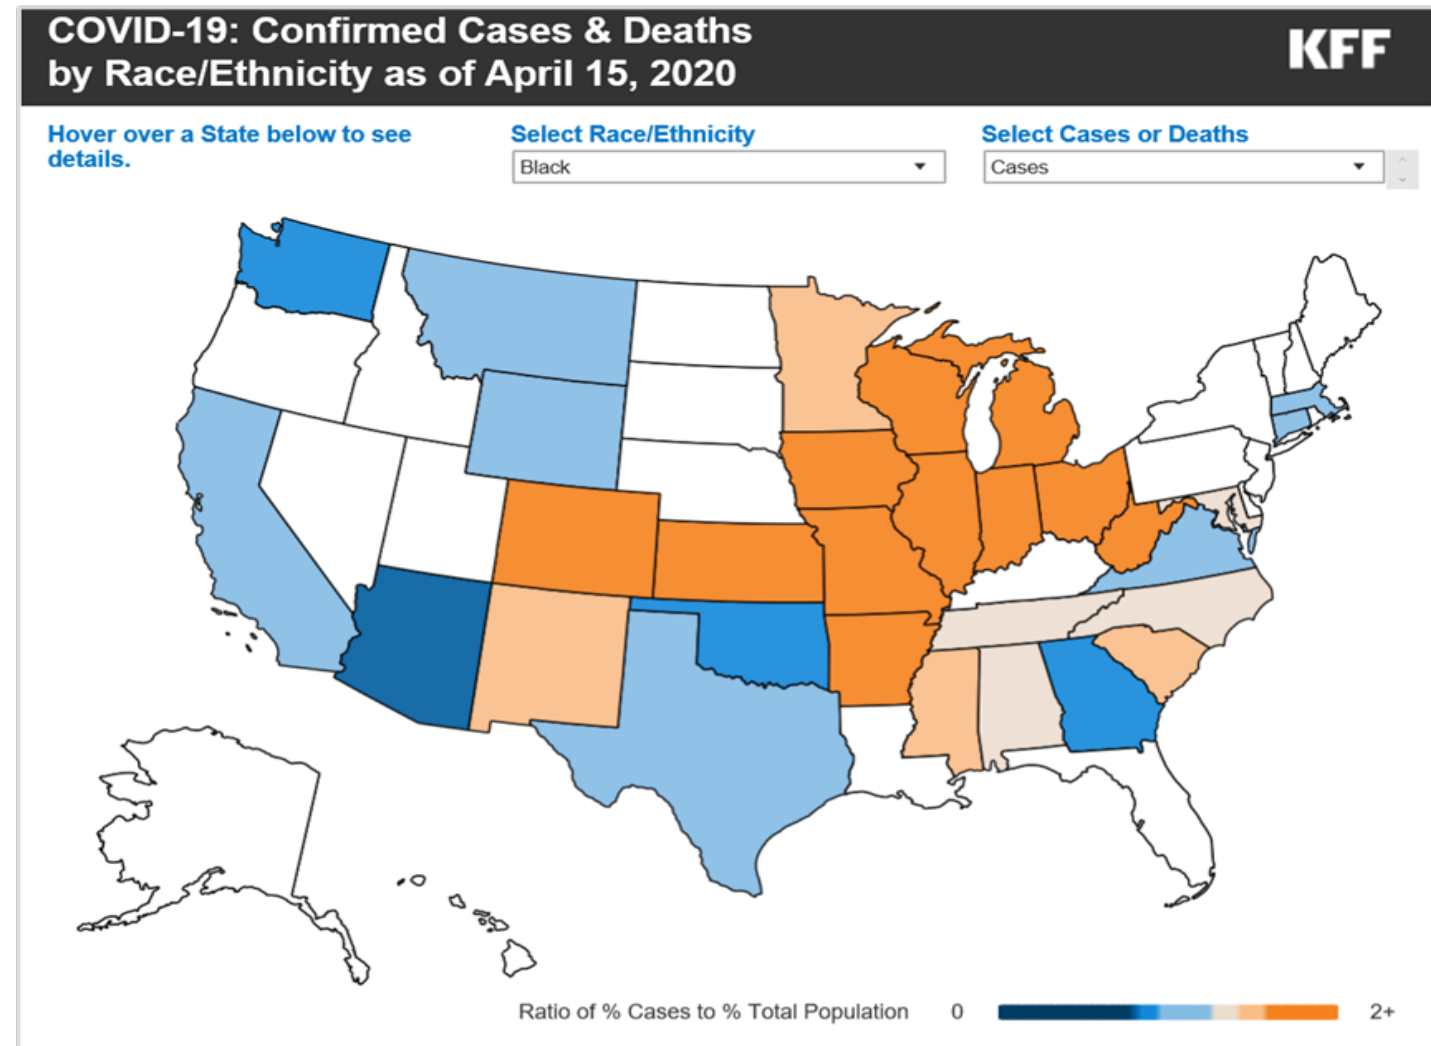 COVID-19: Confirmed Cases & Deaths
by Race/Ethnicity as of April 15, 2020
KFF
Hover over a State below to see
details.
Select Race/Ethnicity
Black
Select Cases or Deaths
Cases
Ratio of % Cases to % Total Population 0 2+